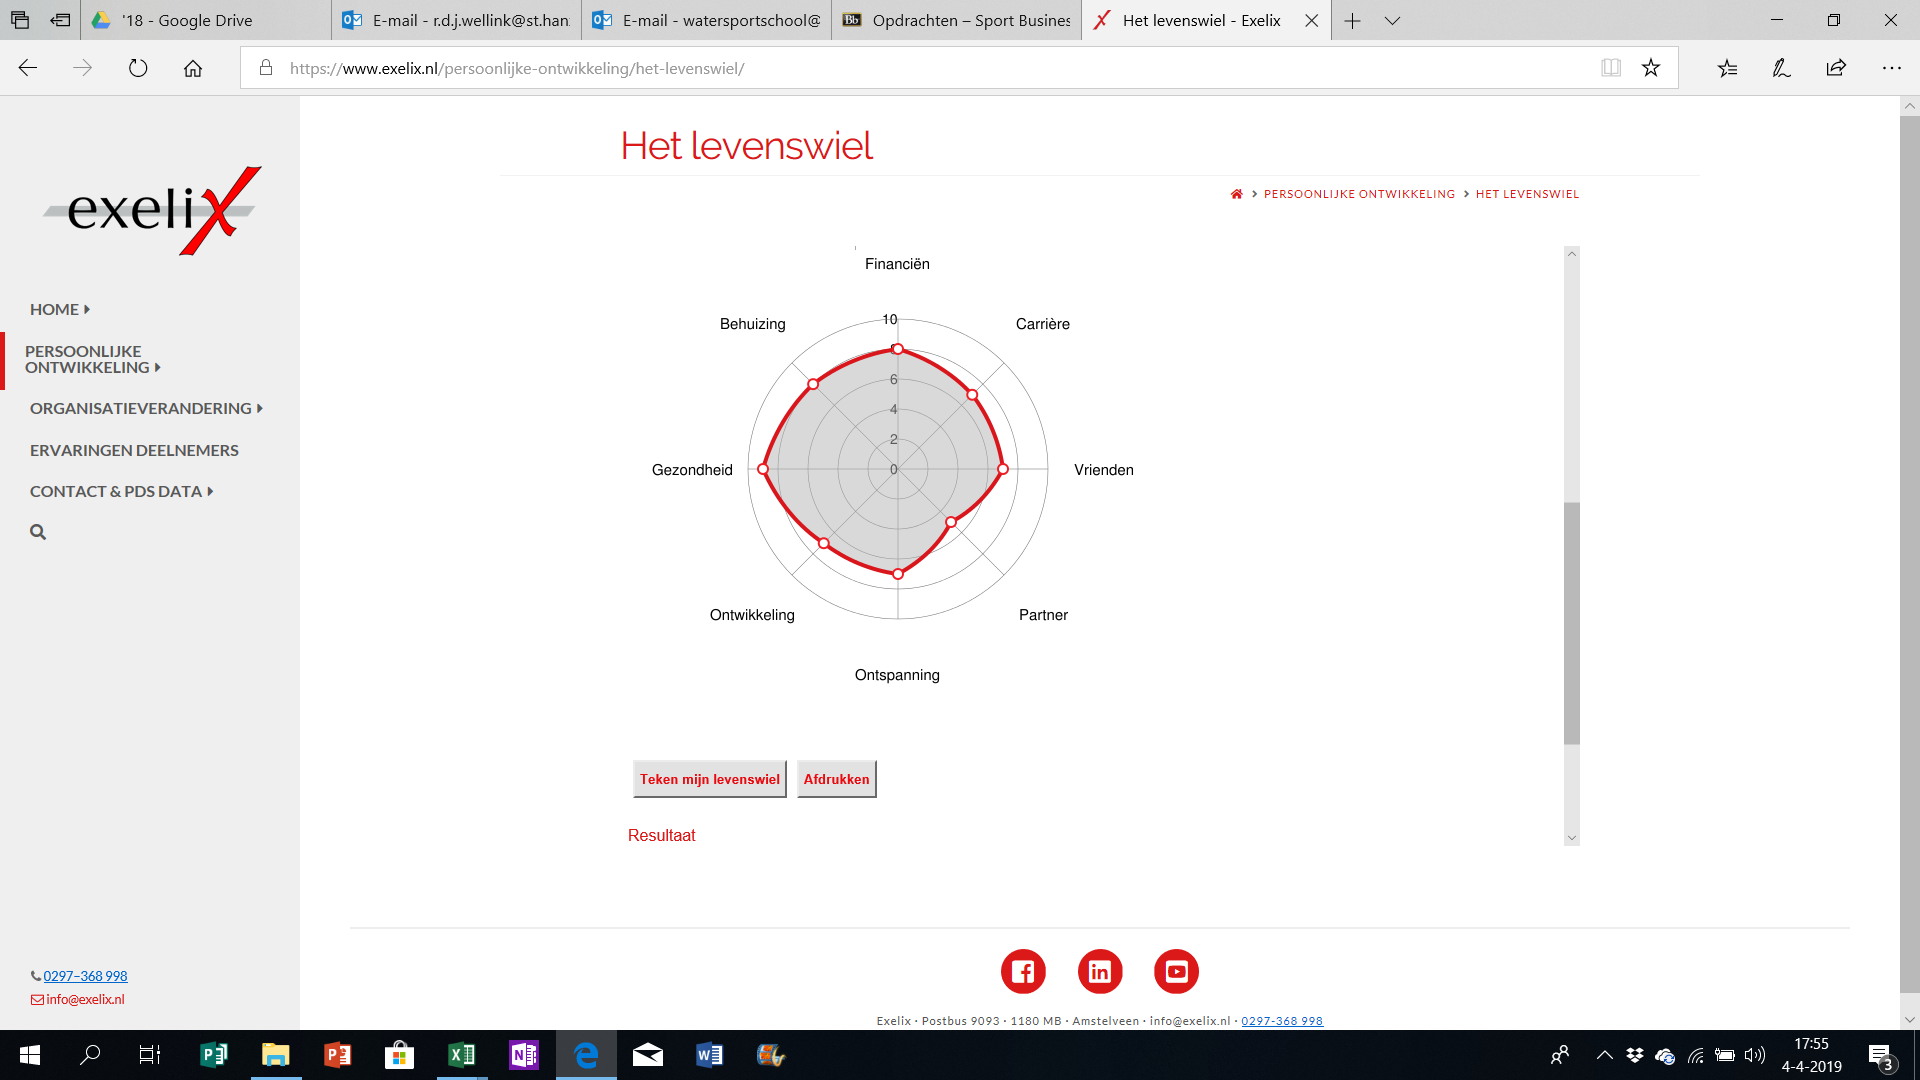 '18 - Google Drive
E-mail - r.d.j.wellink@st.han
E-mail - watersportschool@
Bb Opdrachten – Sport Busines
Het levenswiel - Exelix
https://www.exelix.nl/persoonlijke-ontwikkeling/het-levenswiel/
exelix
HOME
PERSOONLIJKE
ONTWIKKELING
ORGANISATIEVERANDERING
ERVARINGEN DEELNEMERS
CONTACT & PDS DATA
0297–368 998
info@exelix.nl
Het levenswiel
PERSOONLIJKE ONTWIKKELING > HET LEVENSWIEL
Financiën
Behuizing
10
Carrière
8
6
4
2
Gezondheid
0
Vrienden
Ontwikkeling
Partner
Ontspanning
Teken mijn levenswiel
Afdrukken
Resultaat
Exelix · Postbus 9093 · 1180 MB · Amstelveen · info@exelix.nl · 0297-368 998
17:55
4-4-2019
3